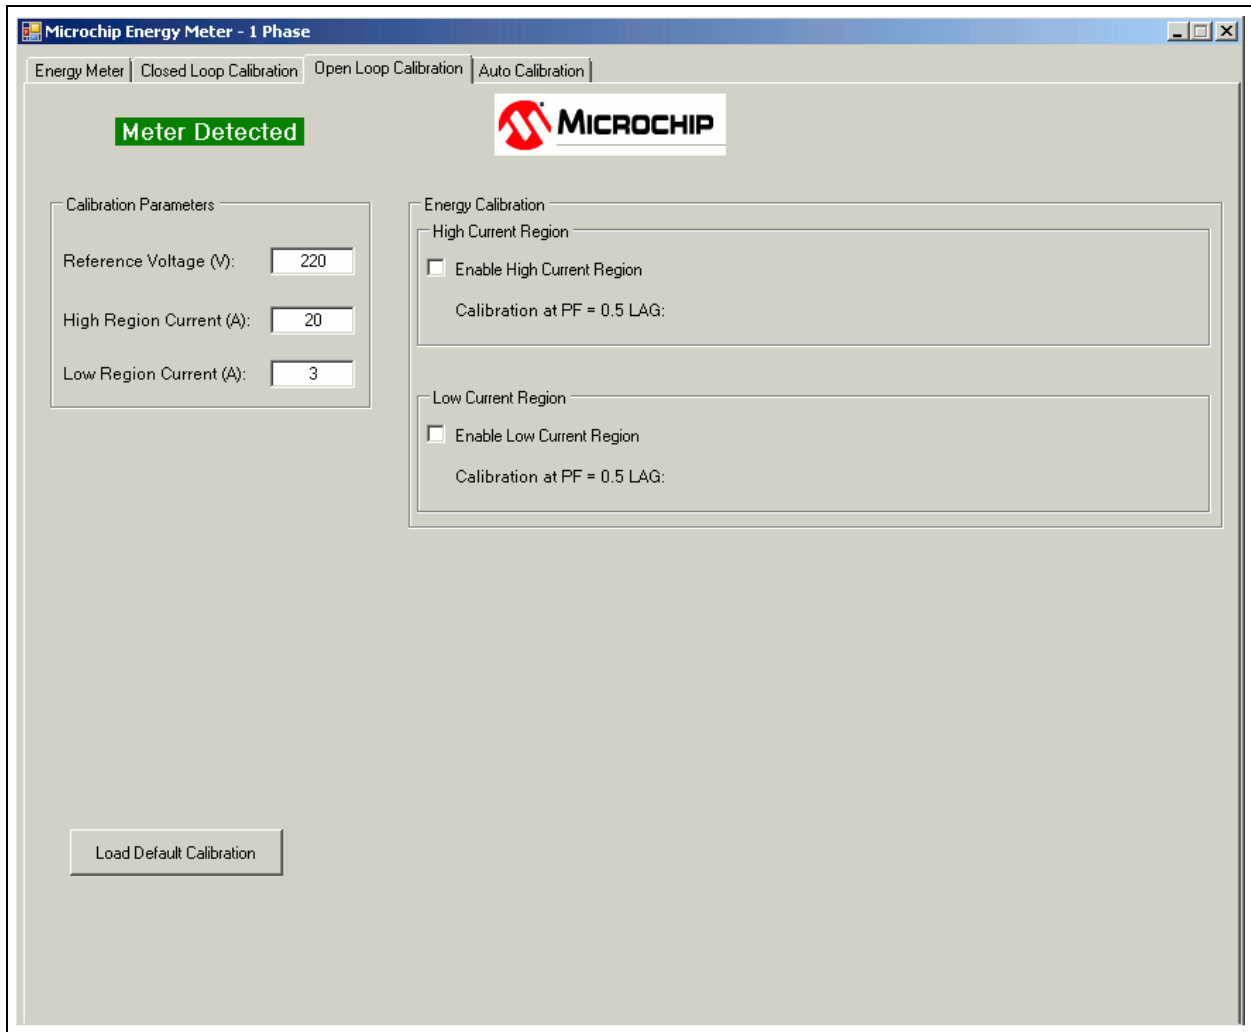 Microchip Energy Meter - 1 Phase
Energy Meter Closed Loop Calibration Open Loop Calibration Auto Calibration
Meter Detected
MICROCHIP
Calibration Parameters
Reference Voltage (V): 220
High Region Current (A): 20
Low Region Current (A): 3
Energy Calibration
High Current Region
Enable High Current Region
Calibration at PF = 0.5 LAG:
Low Current Region
Enable Low Current Region
Calibration at PF = 0.5 LAG:
Load Default Calibration